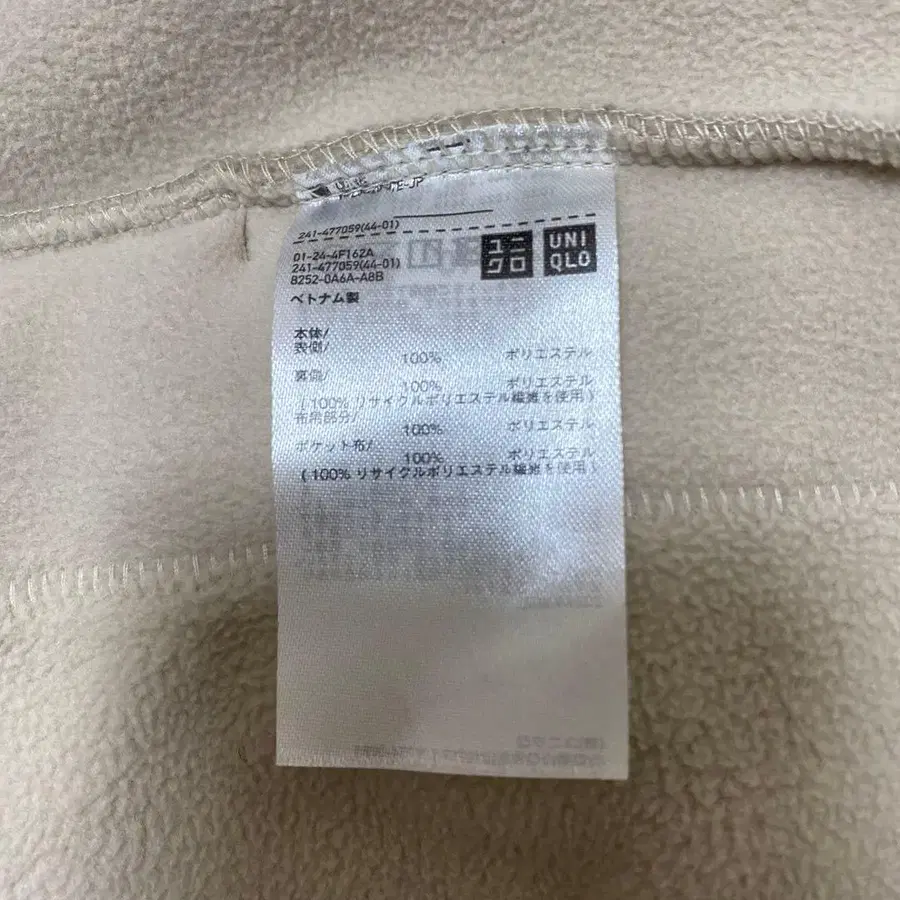 241-477059(44-01)
01-24-4F162A
241-477059(44-01)
8252-0A6A-A8B
ユニ
クロ
UNI
QLO
ベトナム製
本体/
表側/
100% ポリエステル
裏側/
100% ポリエステル
(100% リサイクルポリエステル繊維を使用)
布帛部分/
100% ポリエステル
ポケット布/
100% ポリエステル
(100% リサイクルポリエステル繊維を使用)